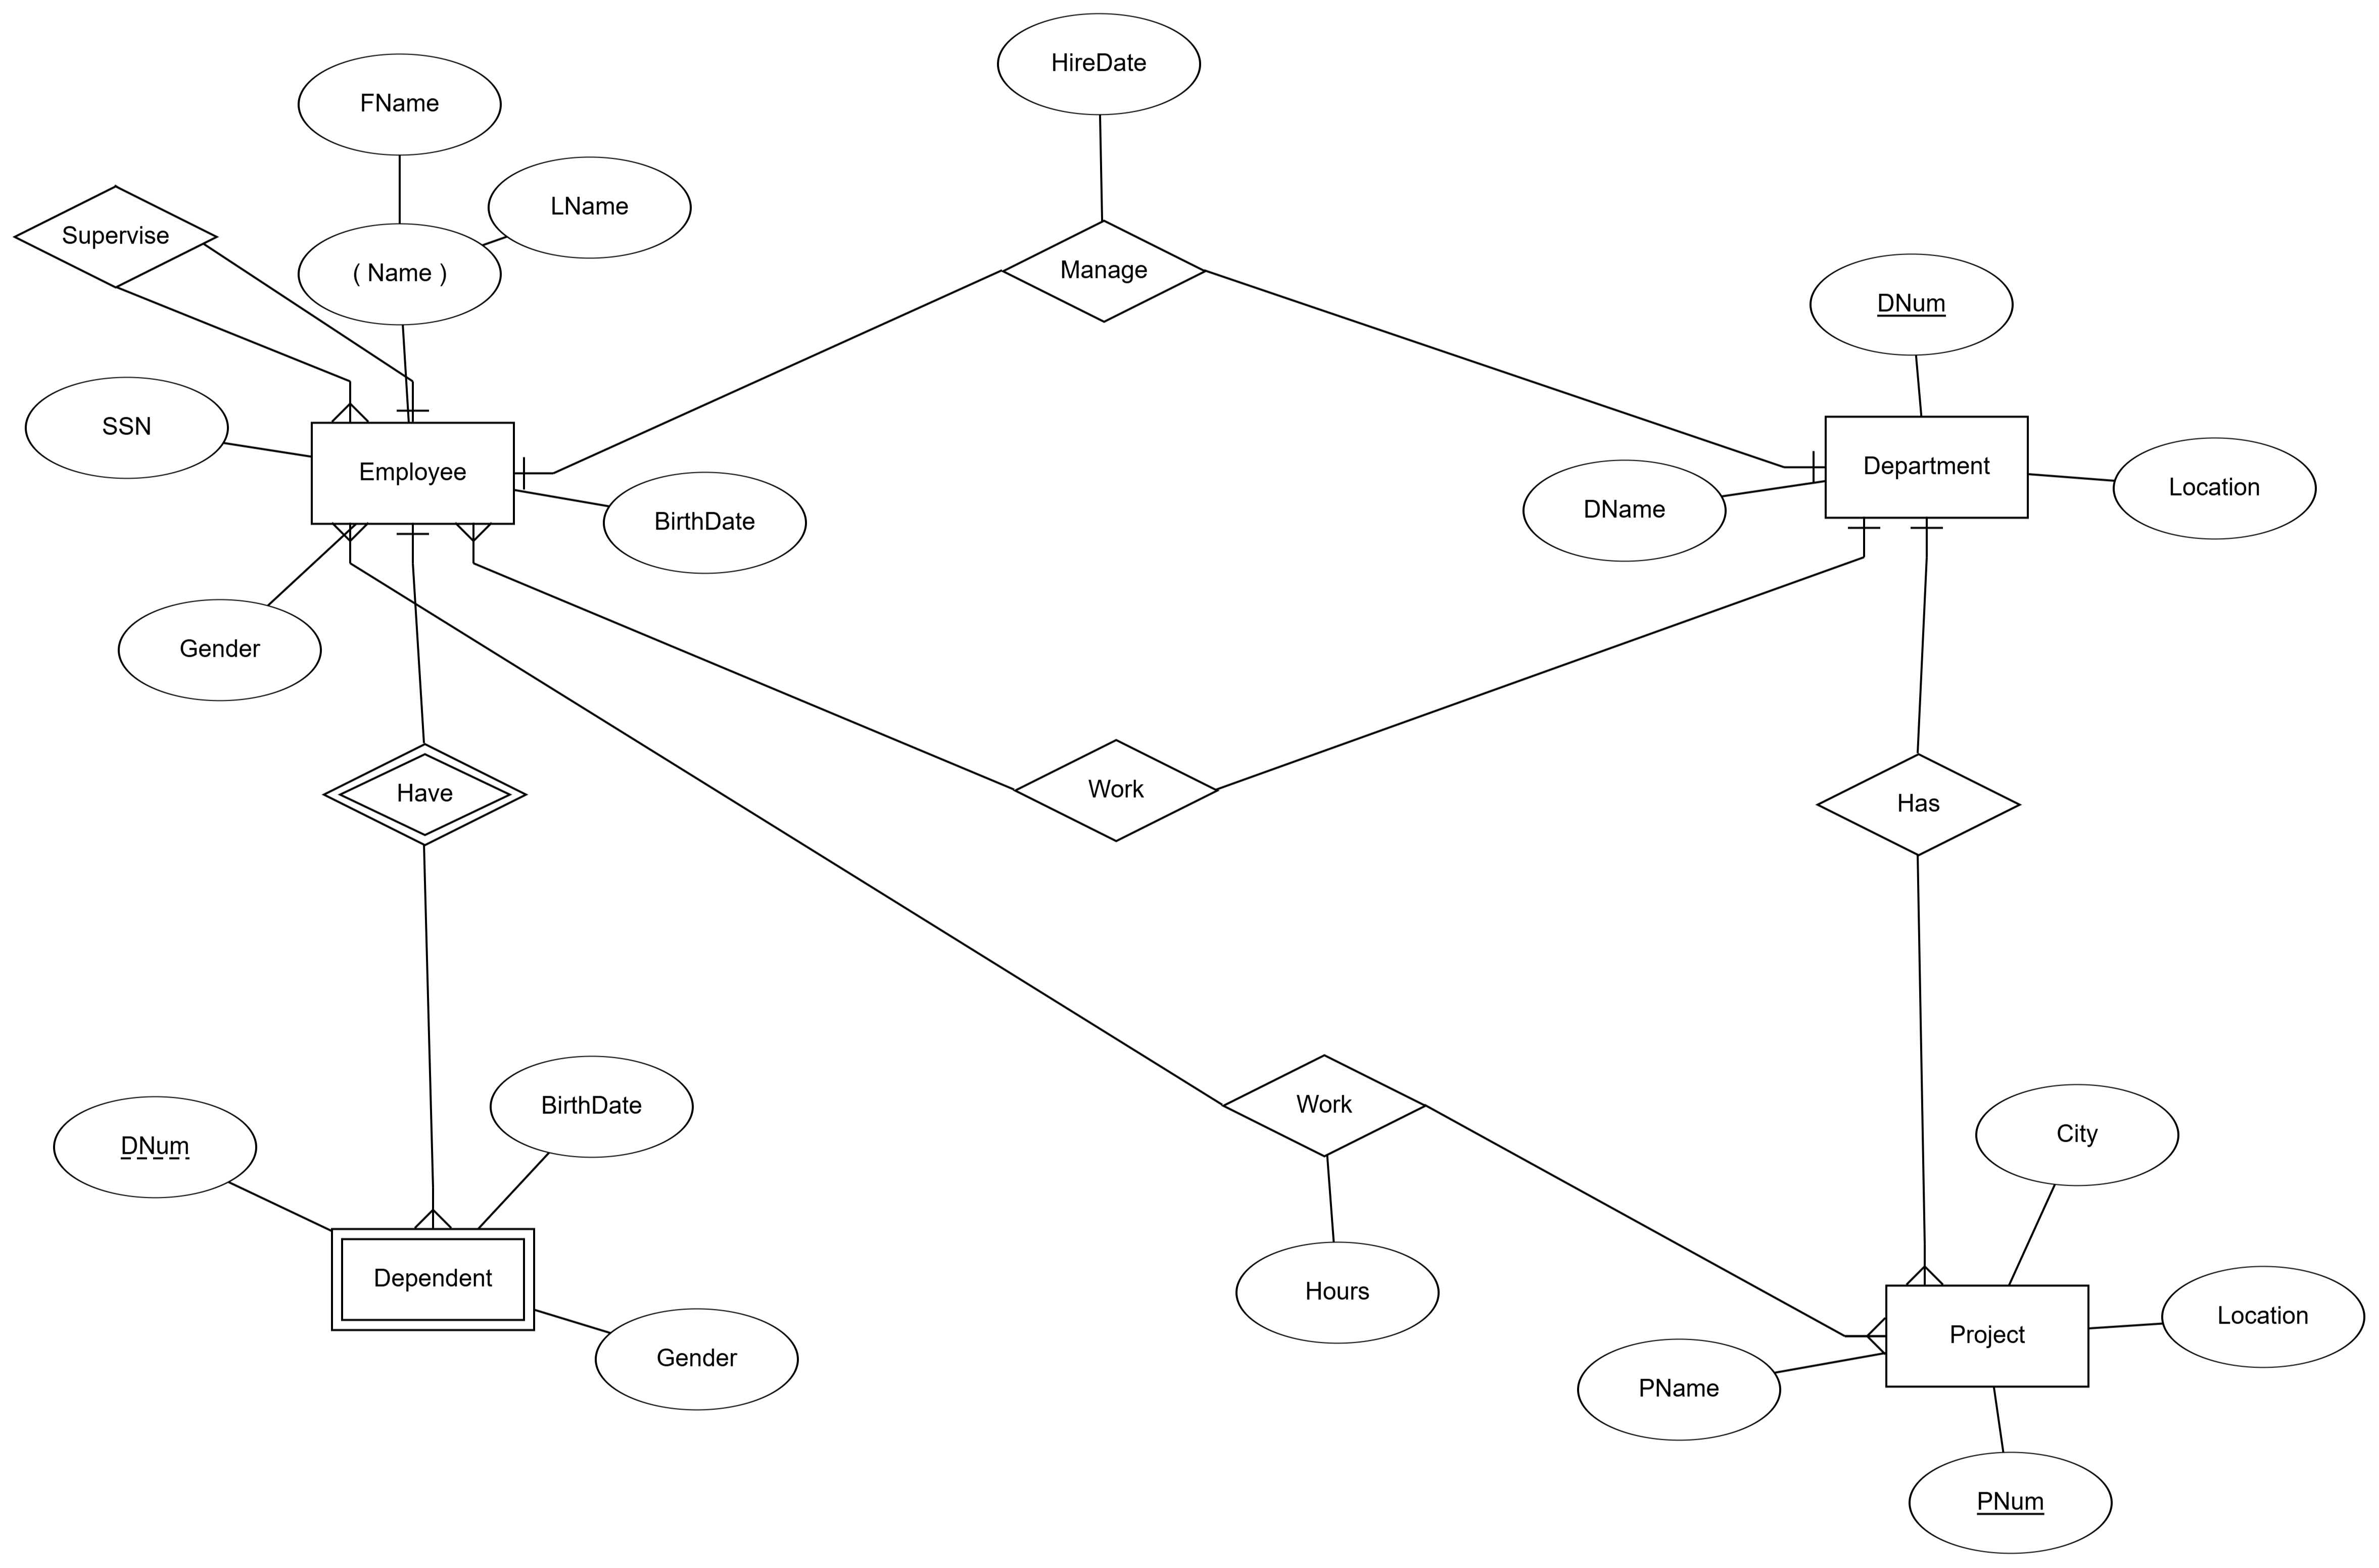 HireDate
FName
LName
Supervise
( Name )
Manage
DNum
SSN
Employee
Department
Location
DName
BirthDate
Gender
Have
Work
Has
DNum
BirthDate
Work
City
Dependent
Hours
Location
Project
Gender
PName
PNum